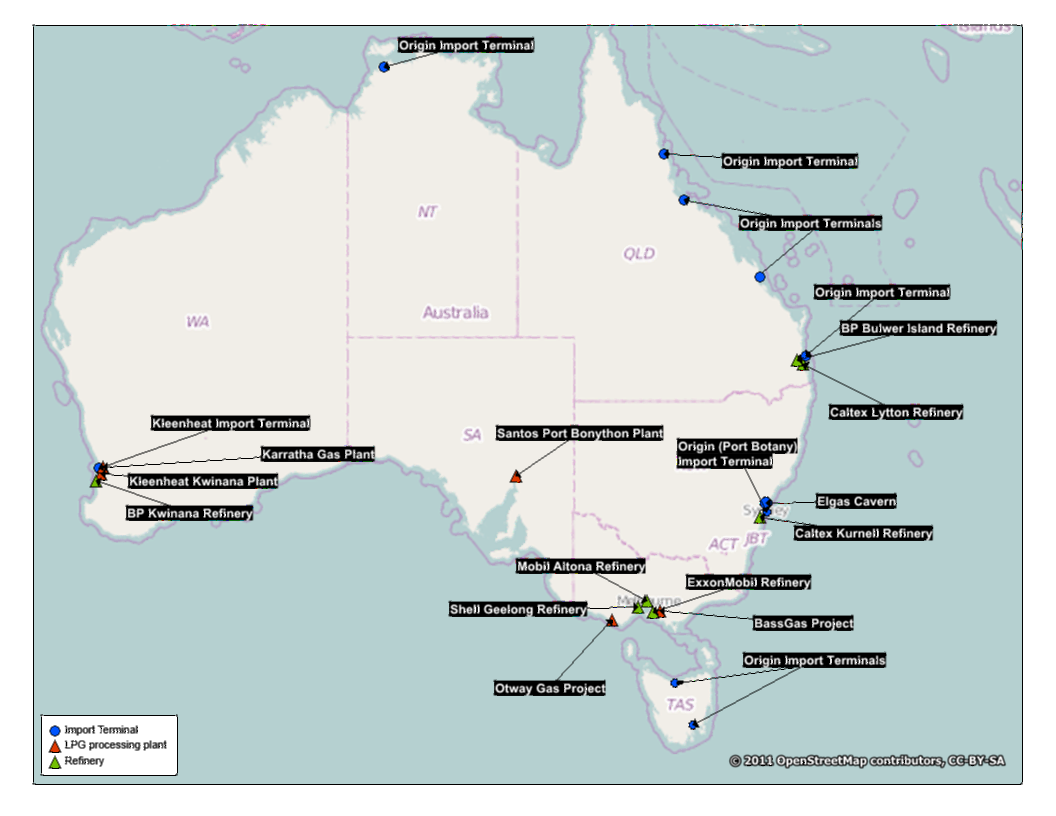 Islands
Origin Import Terminal
Origin Import Terminal
NT
Origin Import Terminals
QLD
Origin Import Terminal
Australia
WA
BP Bulwer Island Refinery
Caltex Lytton Refinery
Kleenheat Import Terminal
SA
Santos Port Bonython Plant
Origin (Port Botany)
Import Terminal
Karratha Gas Plant
Kleenheat Kwinana Plant
Elgas Cavern
BP Kwinana Refinery
Sydney
Caltex Kurnell Refinery
ACT
JBT
Mobil Altona Refinery
ExxonMobil Refinery
Melbourne
Shell Geelong Refinery
BassGas Project
Origin Import Terminals
Otway Gas Project
TAS
Import Terminal
LPG processing plant
Refinery
© 2011 OpenStreetMap contributors, CC-BY-SA